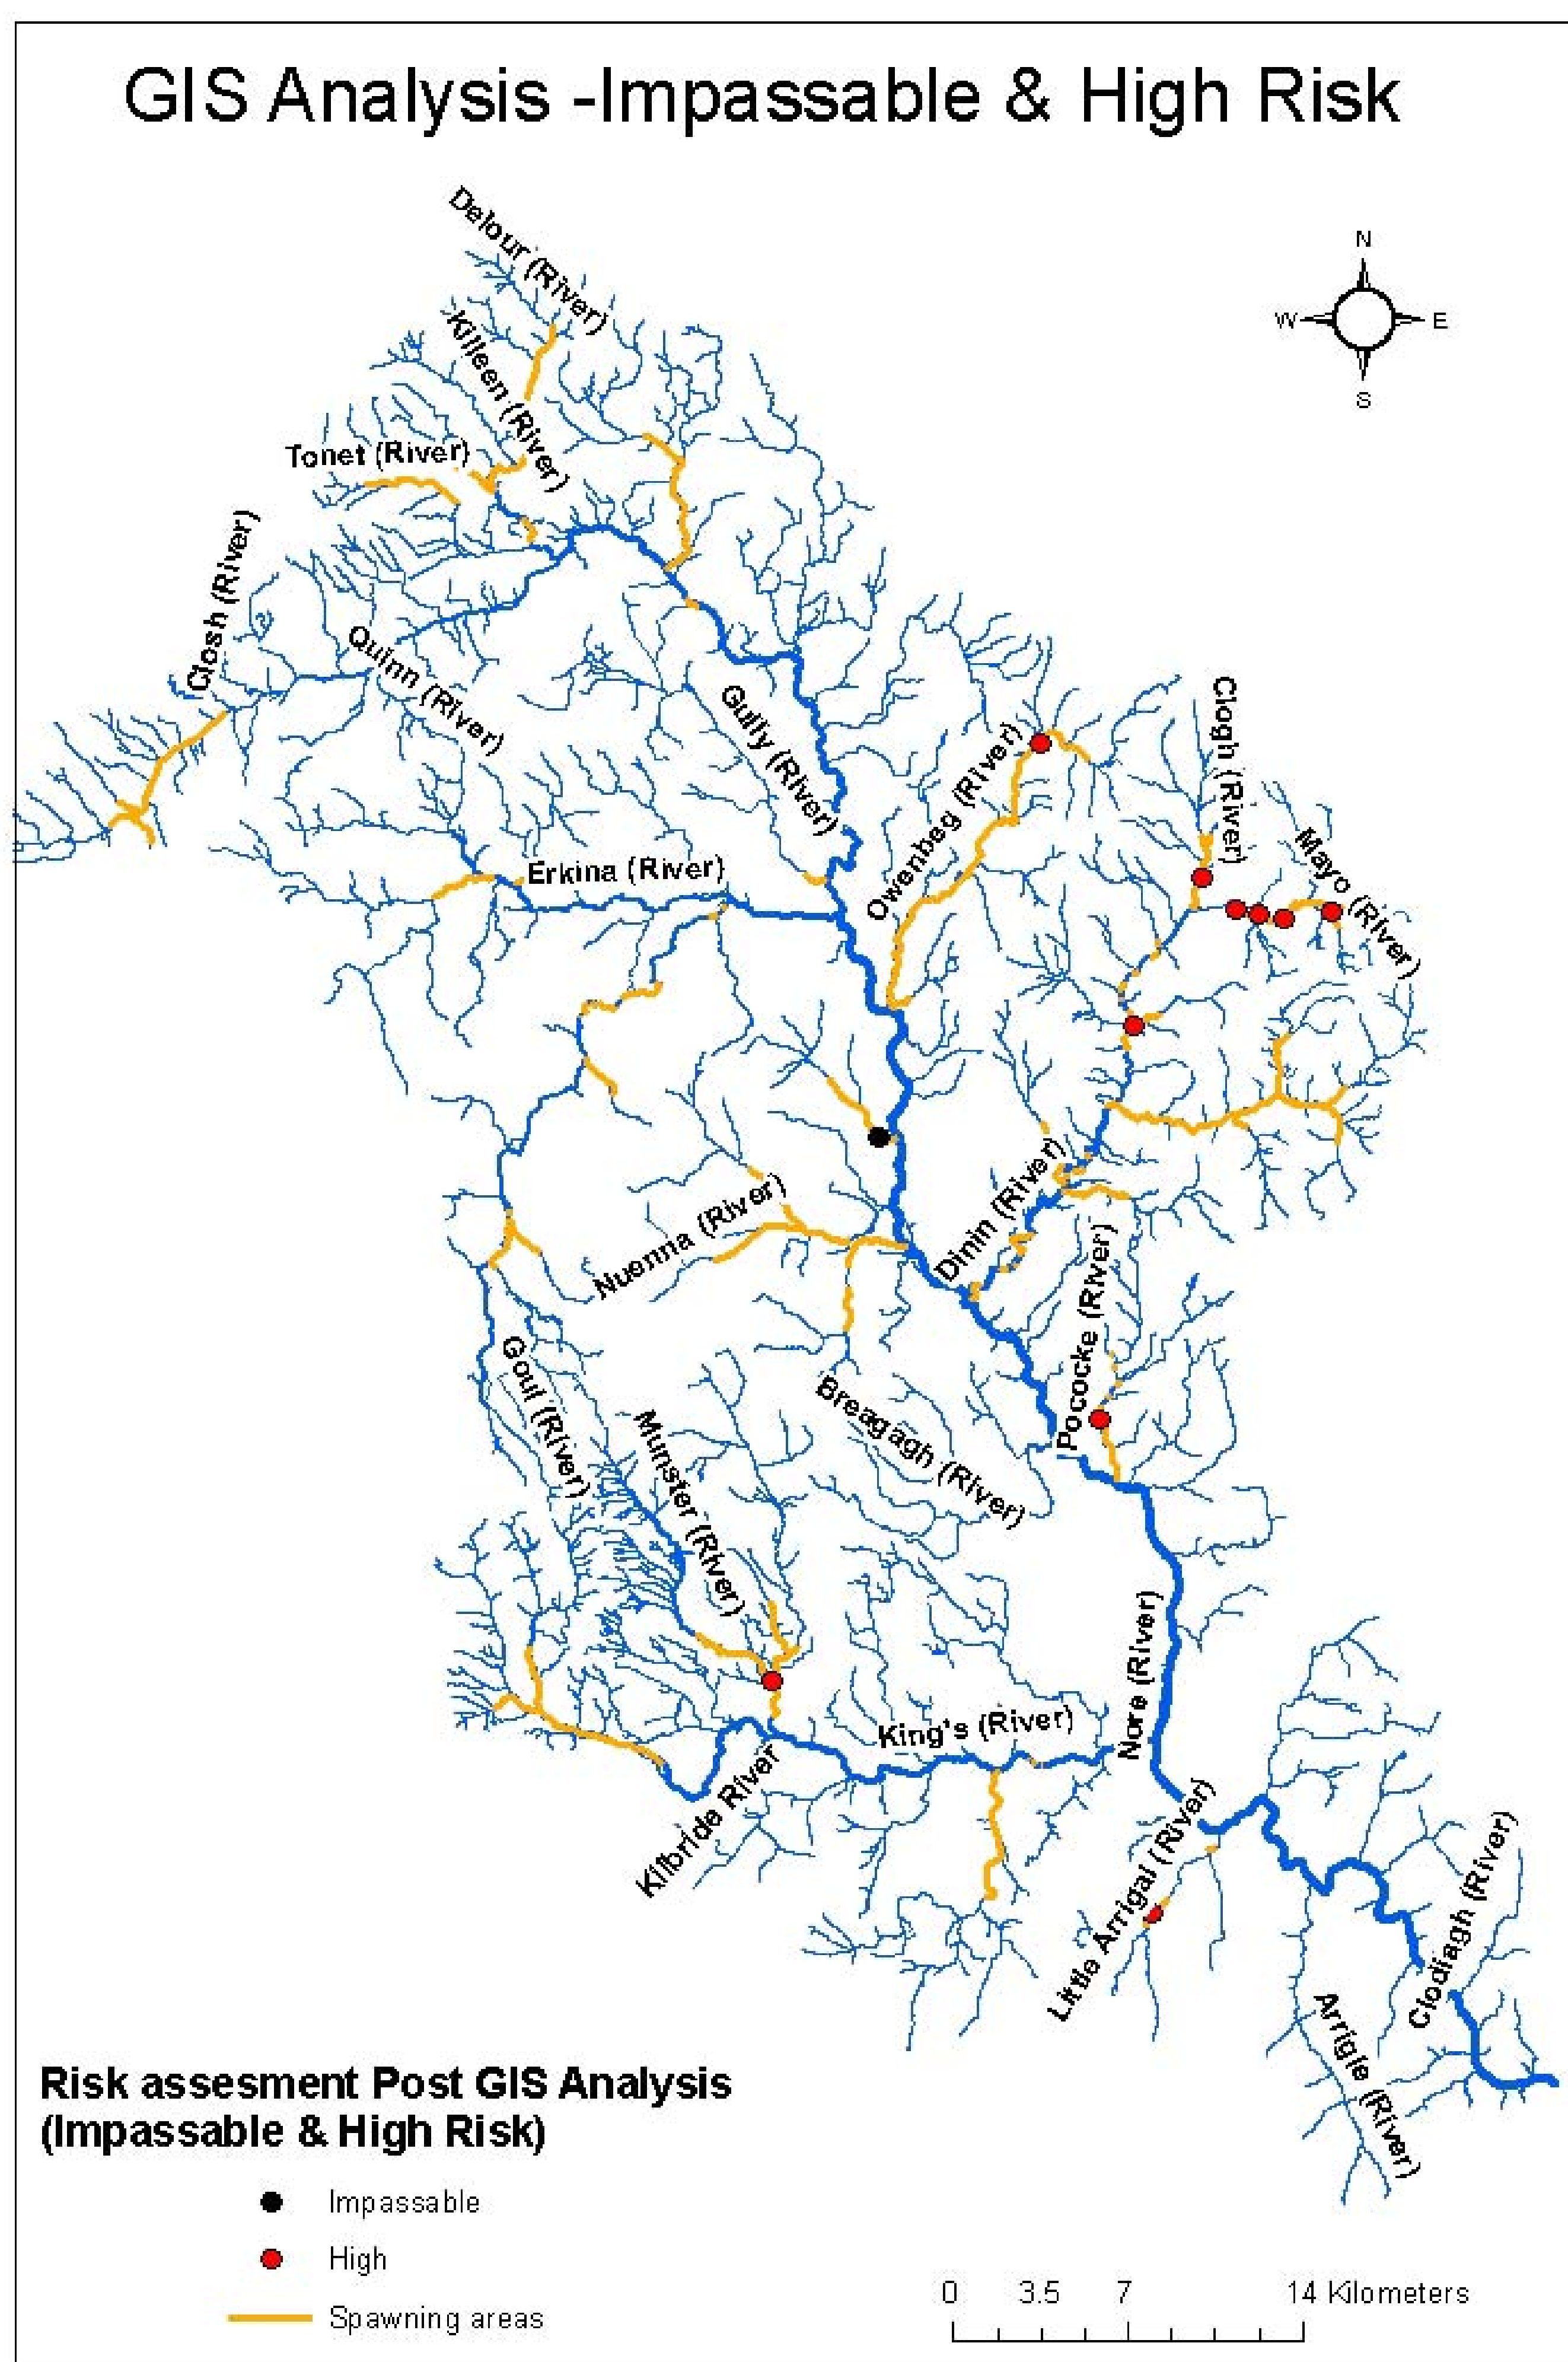 GIS Analysis -Impassable & High Risk
Delour (River)
N
W
E
S
Killeen (River)
Tonet (River)
Closh (River)
Quinn (River)
Gully (River)
Clogh (River)
Owenbeg (River)
Mayo (River)
Erkina (River)
Dinin (River)
Nuenna (River)
Pococke (River)
Goul (River)
Breagagh (River)
Munster (River)
Nore (River)
King's (River)
Kilbride River
Little Arrigal (River)
Clodiagh (River)
Arrigle (River)
Risk assesment Post GIS Analysis
(Impassable & High Risk)
Impassable
High
Spawning areas
0 3.5 7 14 Kilometers